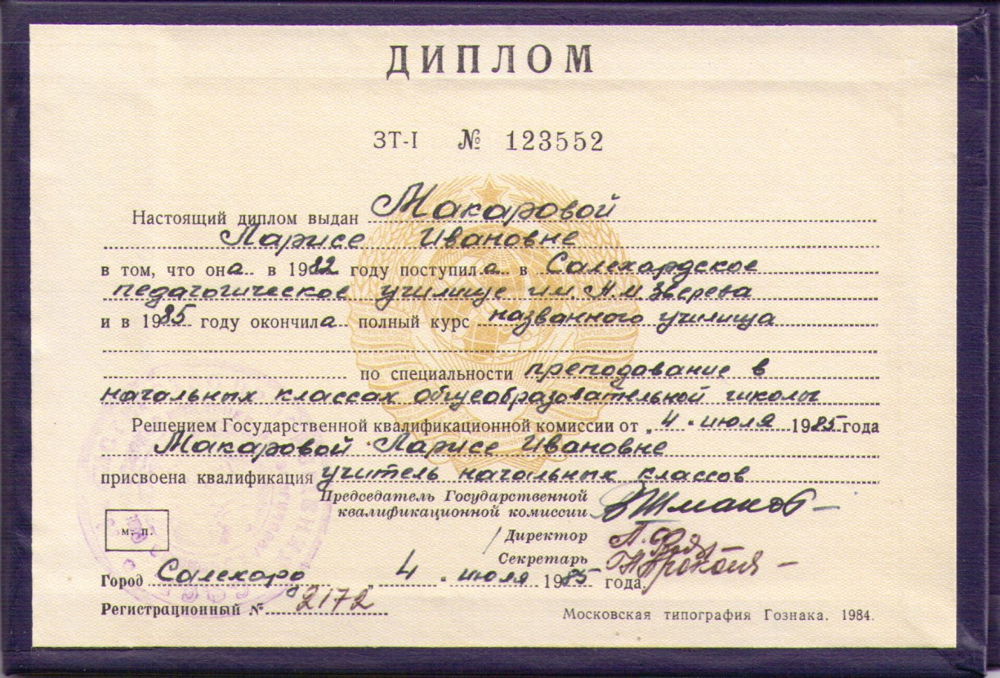 ДИПЛОМ
ЗТ-I № 123552
Настоящий диплом выдан Макаровой
Ларисе Ивановне
в том, что она в 1982 году поступила в Салехардское
педагогическое училище им. А.М. Зверева
и в 1985 году окончила полный курс названного училища
по специальности преподавание в
начальных классах общеобразовательной школы
Решением Государственной квалификационной комиссии от „4" июля 1985 года
Макаровой Ларисе Ивановне
присвоена квалификация учитель начальных классов
Председатель Государственной
квалификационной комиссии
м. п.
Директор
Секретарь
Город Салехард „4" июля 1985 года.
Регистрационный № 2172
Московская типография Гознака. 1984.